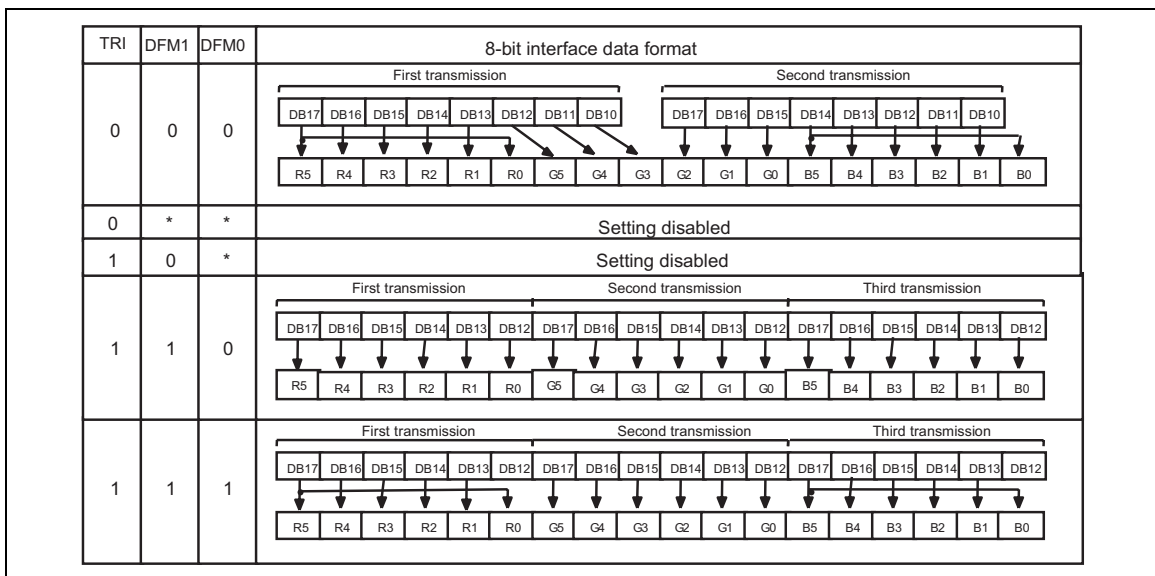 TRI DFM1 DFM0 8-bit interface data format
First transmission Second transmission
DB17 DB16 DB15 DB14 DB13 DB12 DB11 DB10 DB17 DB16 DB15 DB14 DB13 DB12 DB11 DB10
0 0 0
R5 R4 R3 R2 R1 R0 G5 G4 G3 G2 G1 G0 B5 B4 B3 B2 B1 B0
0 * * Setting disabled
1 0 * Setting disabled
First transmission Second transmission Third transmission
DB17 DB16 DB15 DB14 DB13 DB12 DB17 DB16 DB15 DB14 DB13 DB12 DB17 DB16 DB15 DB14 DB13 DB12
1 1 0
R5 R4 R3 R2 R1 R0 G5 G4 G3 G2 G1 G0 B5 B4 B3 B2 B1 B0
First transmission Second transmission Third transmission
DB17 DB16 DB15 DB14 DB13 DB12 DB17 DB16 DB15 DB14 DB13 DB12 DB17 DB16 DB15 DB14 DB13 DB12
1 1 1
R5 R4 R3 R2 R1 R0 G5 G4 G3 G2 G1 G0 B5 B4 B3 B2 B1 B0